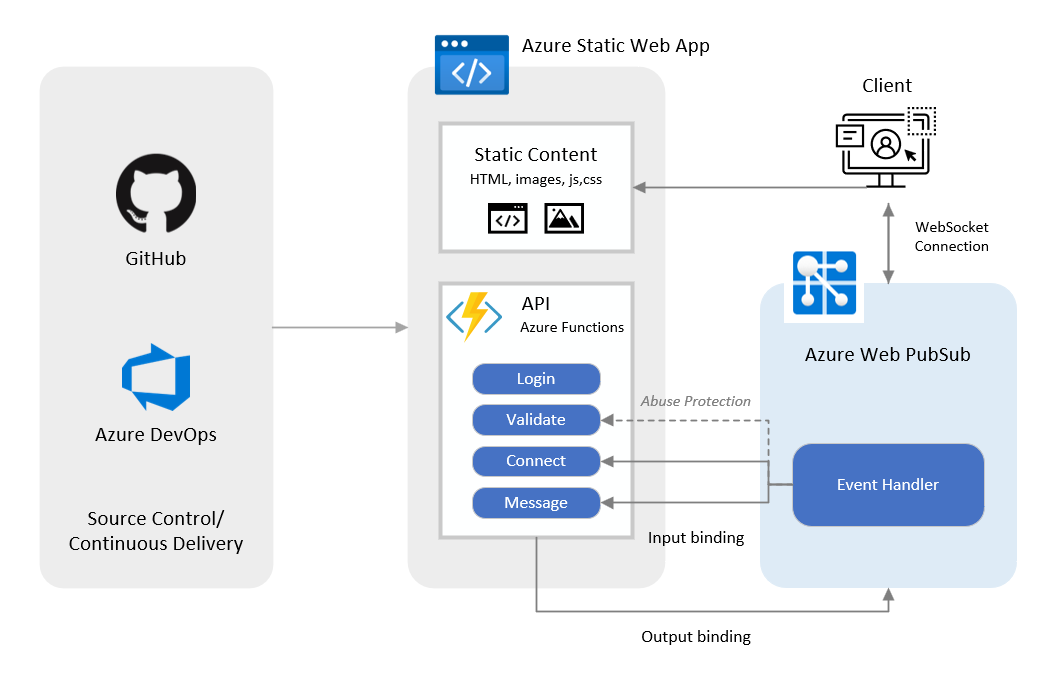 Azure Static Web App
GitHub
Azure DevOps
Source Control/
Continuous Delivery
Static Content
HTML, images, js,css
API
Azure Functions
Login
Validate
Connect
Message
Abuse Protection
Input binding
Output binding
Client
WebSocket
Connection
Azure Web PubSub
Event Handler